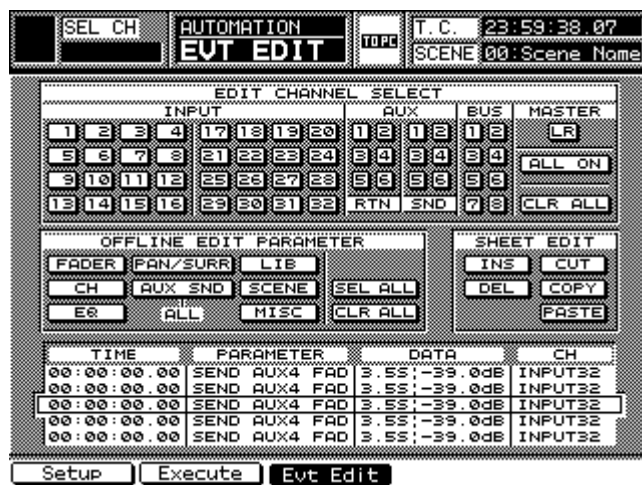 SEL CH AUTOMATION EVT EDIT TO PC T. C. 23:59:38.07
SCENE 00:Scene Name
EDIT CHANNEL SELECT
INPUT AUX BUS MASTER
1 2 3 4 17 18 19 20 1 2 1 2 1 2 LR
5 6 7 8 21 22 23 24 3 4 3 4 3 4 ALL ON
9 10 11 12 25 26 27 28 5 6 5 6 5 6
13 14 15 16 29 30 31 32 RTN SND 7 8 CLR ALL
OFFLINE EDIT PARAMETER SHEET EDIT
FADER PAN/SURR LIB INS CUT
CH AUX SND SCENE SEL ALL DEL COPY
EQ ALL MISC CLR ALL PASTE
TIME PARAMETER DATA CH
00:00:00.00 SEND AUX4 FAD 3.5S -39.0dB INPUT32
00:00:00.00 SEND AUX4 FAD 3.5S -39.0dB INPUT32
00:00:00.00 SEND AUX4 FAD 3.5S -39.0dB INPUT32
00:00:00.00 SEND AUX4 FAD 3.5S -39.0dB INPUT32
00:00:00.00 SEND AUX4 FAD 3.5S -39.0dB INPUT32
Setup Execute Evt Edit